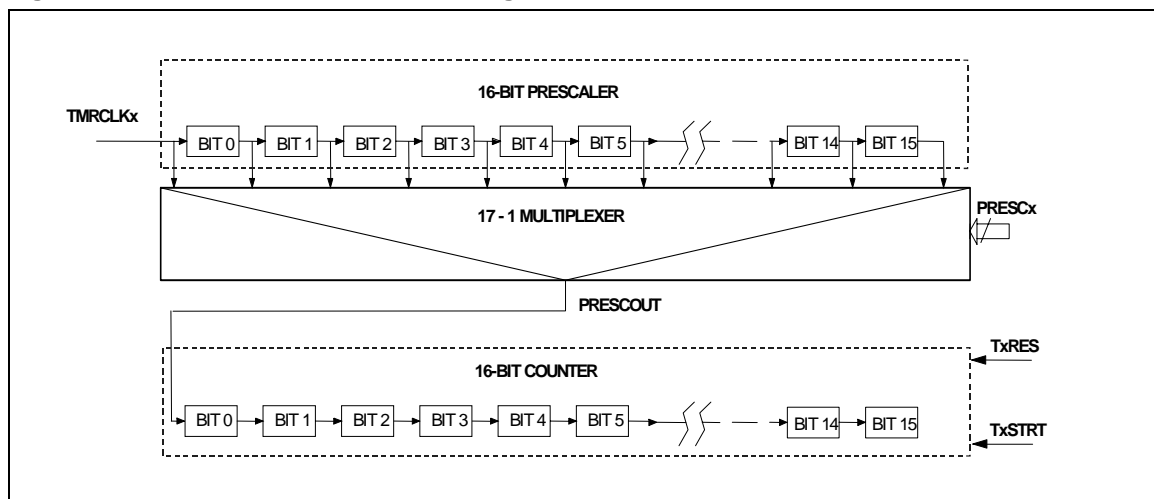 16-BIT PRESCALER
TMRCLKx
BIT 0 BIT 1 BIT 2 BIT 3 BIT 4 BIT 5 BIT 14 BIT 15
17 - 1 MULTIPLEXER
PRESCx
PRESCOUT
TxRES
16-BIT COUNTER
BIT 0 BIT 1 BIT 2 BIT 3 BIT 4 BIT 5 BIT 14 BIT 15
TxSTRT